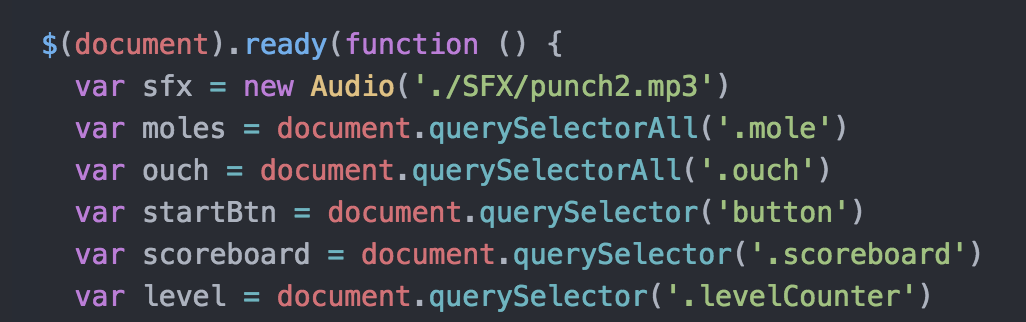 $(document).ready(function () {
  var sfx = new Audio('./SFX/punch2.mp3')
  var moles = document.querySelectorAll('.mole')
  var ouch = document.querySelectorAll('.ouch')
  var startBtn = document.querySelector('button')
  var scoreboard = document.querySelector('.scoreboard')
  var level = document.querySelector('.levelCounter')